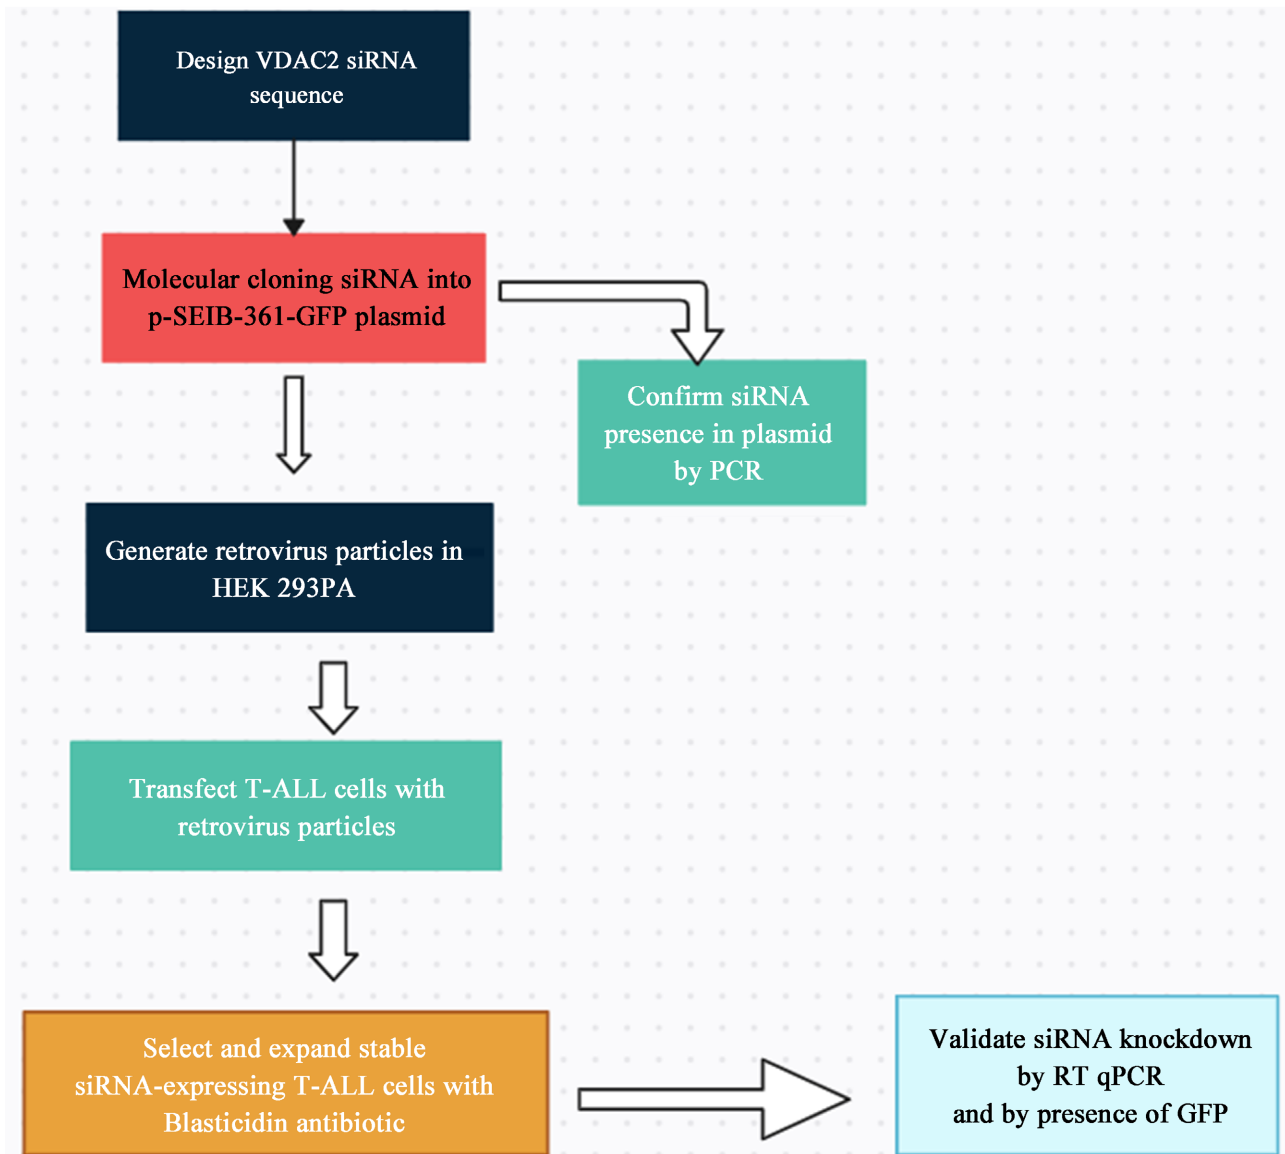 Design VDAC2 siRNA
sequence
Molecular cloning siRNA into
p-SEIB-361-GFP plasmid
Confirm siRNA
presence in plasmid
by PCR
Generate retrovirus particles in
HEK 293PA
Transfect T-ALL cells with
retrovirus particles
Select and expand stable
siRNA-expressing T-ALL cells with
Blasticidin antibiotic
Validate siRNA knockdown
by RT qPCR
and by presence of GFP